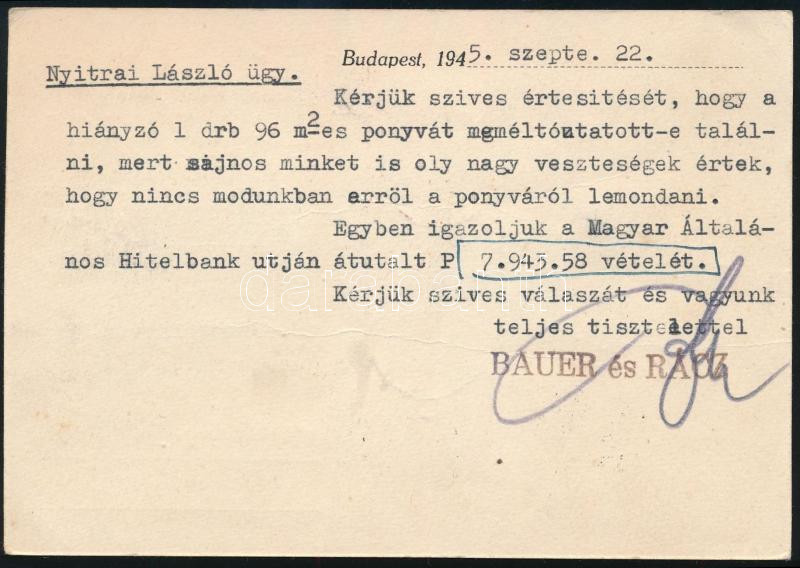 Budapest, 1945. szepte. 22.
Nyitrai László ügy.
Kérjük szives értesitését, hogy a
hiányzó 1 drb 96 m2-es ponyvát mgméltóztatott-e talál-
ni, mert sajnos minket is oly nagy veszteségek értek,
hogy nincs modunkban arröl a ponyváról lemondani.
Egyben igazoljuk a Magyar Általá-
nos Hitelbank utján átutalt P 7.945.58 vételét.
Kérjük szives válaszát és vagyunk
teljes tisztelettel
BAUER és RÁCZ
darabanth